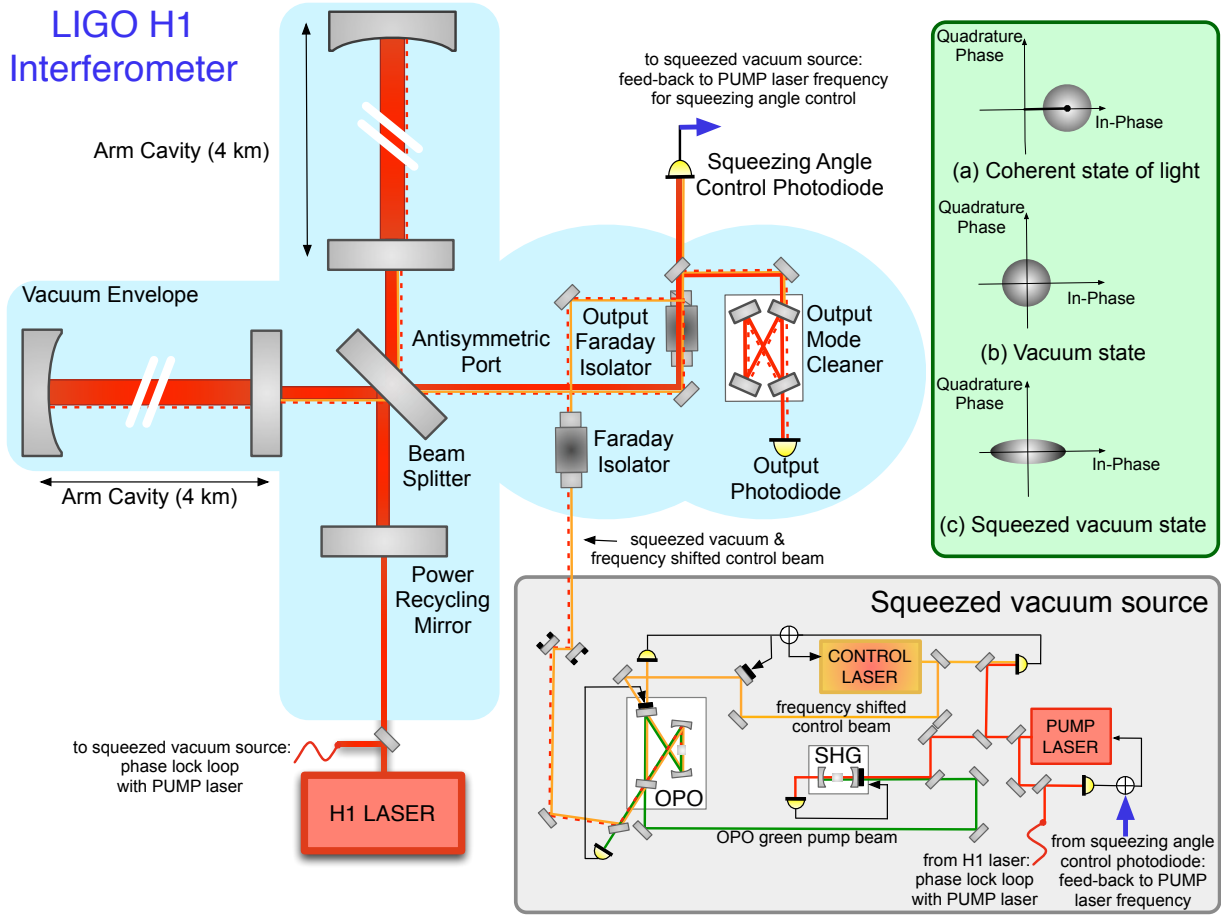 LIGO H1
Interferometer
Arm Cavity (4 km)
Vacuum Envelope
Arm Cavity (4 km)
Antisymmetric
Port
Beam
Splitter
Power
Recycling
Mirror
to squeezed vacuum source:
phase lock loop
with PUMP laser
H1 LASER
to squeezed vacuum source:
feed-back to PUMP laser frequency
for squeezing angle control
Squeezing Angle
Control Photodiode
Output
Faraday
Isolator
Output
Mode
Cleaner
Faraday
Isolator
Output
Photodiode
squeezed vacuum &
frequency shifted control beam
Quadrature
Phase
In-Phase
(a) Coherent state of light
Quadrature
Phase
In-Phase
(b) Vacuum state
Quadrature
Phase
In-Phase
(c) Squeezed vacuum state
Squeezed vacuum source
CONTROL
LASER
frequency shifted
control beam
PUMP
LASER
SHG
OPO
OPO green pump beam
from H1 laser:
phase lock loop
with PUMP laser
from squeezing angle
control photodiode:
feed-back to PUMP
laser frequency